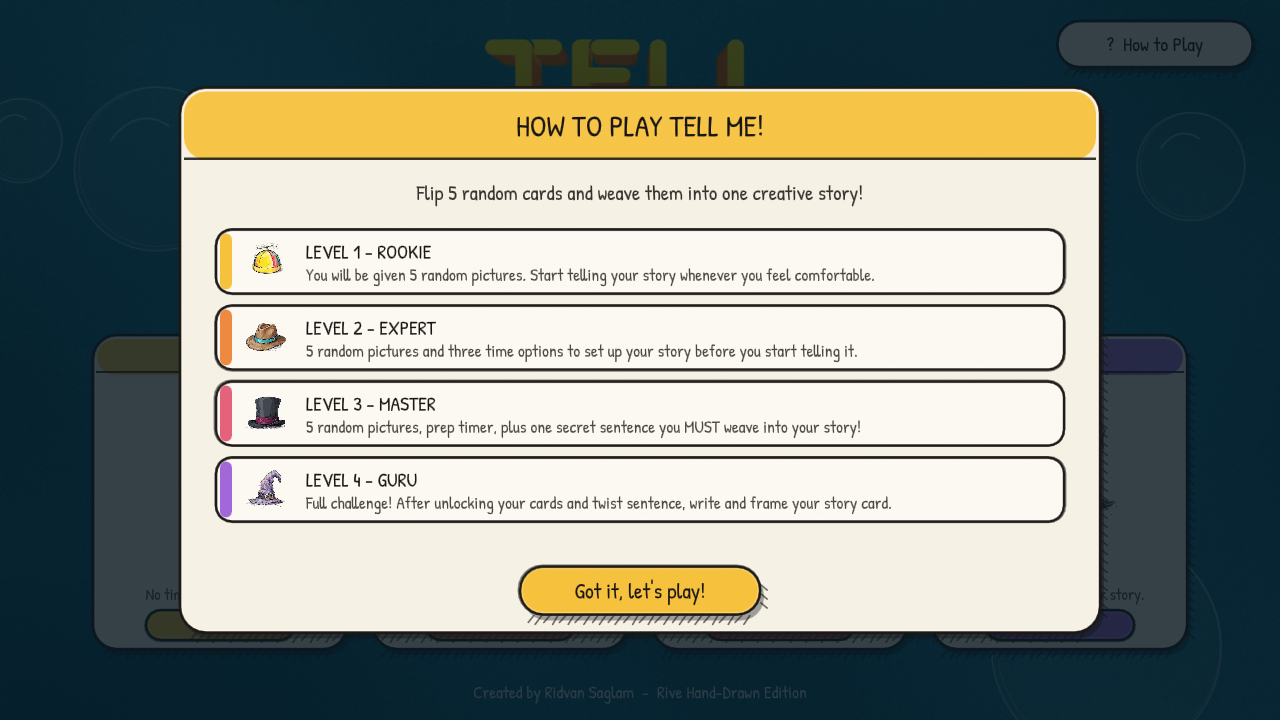 TELL
? How to Play
HOW TO PLAY TELL ME!
Flip 5 random cards and weave them into one creative story!
LEVEL 1 - ROOKIE
You will be given 5 random pictures. Start telling your story whenever you feel comfortable.
LEVEL 2 - EXPERT
5 random pictures and three time options to set up your story before you start telling it.
LEVEL 3 - MASTER
5 random pictures, prep timer, plus one secret sentence you MUST weave into your story!
LEVEL 4 - GURU
Full challenge! After unlocking your cards and twist sentence, write and frame your story card.
Got it, let's play!
No
story.
Created by Ridvan Saglam - Rive Hand-Drawn Edition